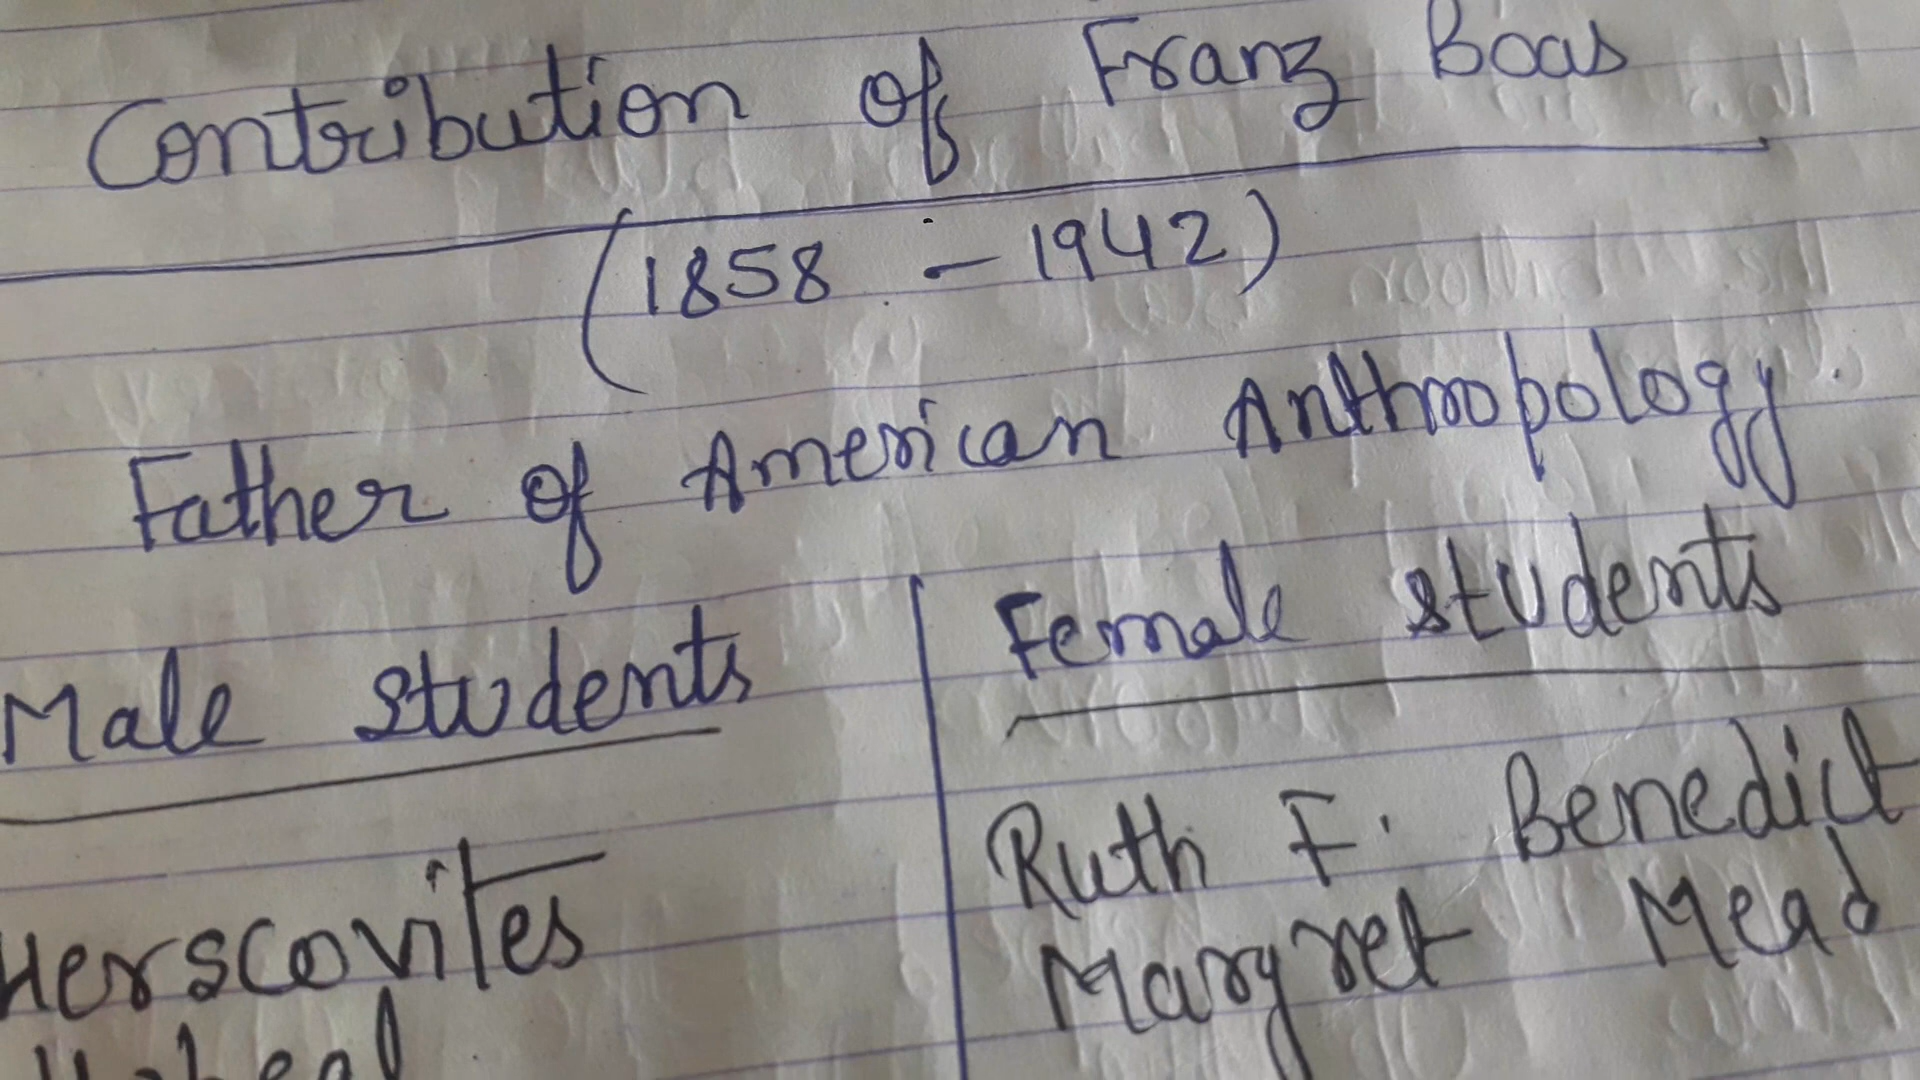 Contribution of Franz Boas
(1858 - 1942)
Father of American Anthropology.
Male students
Herscovites
Female students
Ruth F. Benedict
Margret Mead